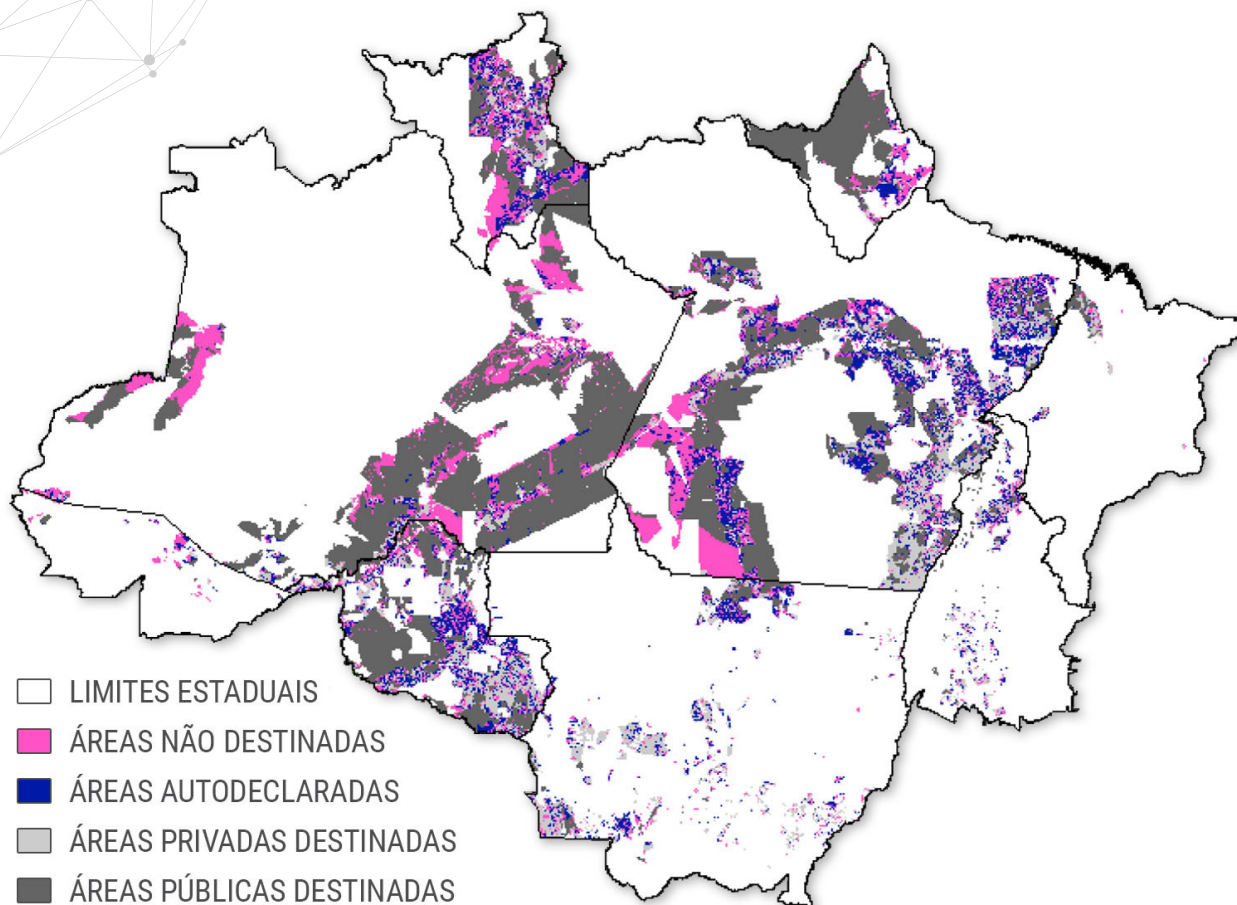 LIMITES ESTADUAIS
ÁREAS NÃO DESTINADAS
ÁREAS AUTODECLARADAS
ÁREAS PRIVADAS DESTINADAS
ÁREAS PÚBLICAS DESTINADAS